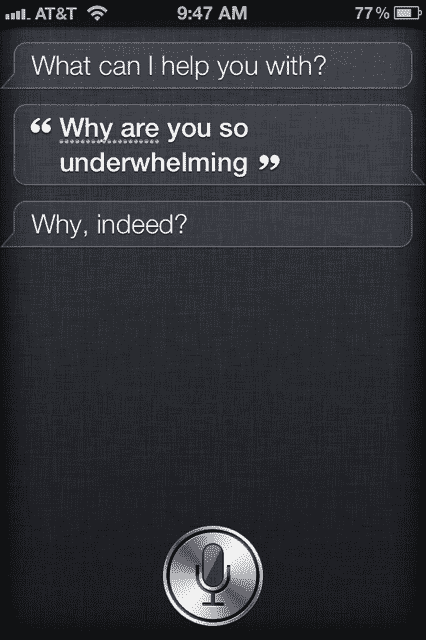 AT&T 9:47 AM 77%
What can I help you with?
“ Why are you so
underwhelming ”
Why, indeed?